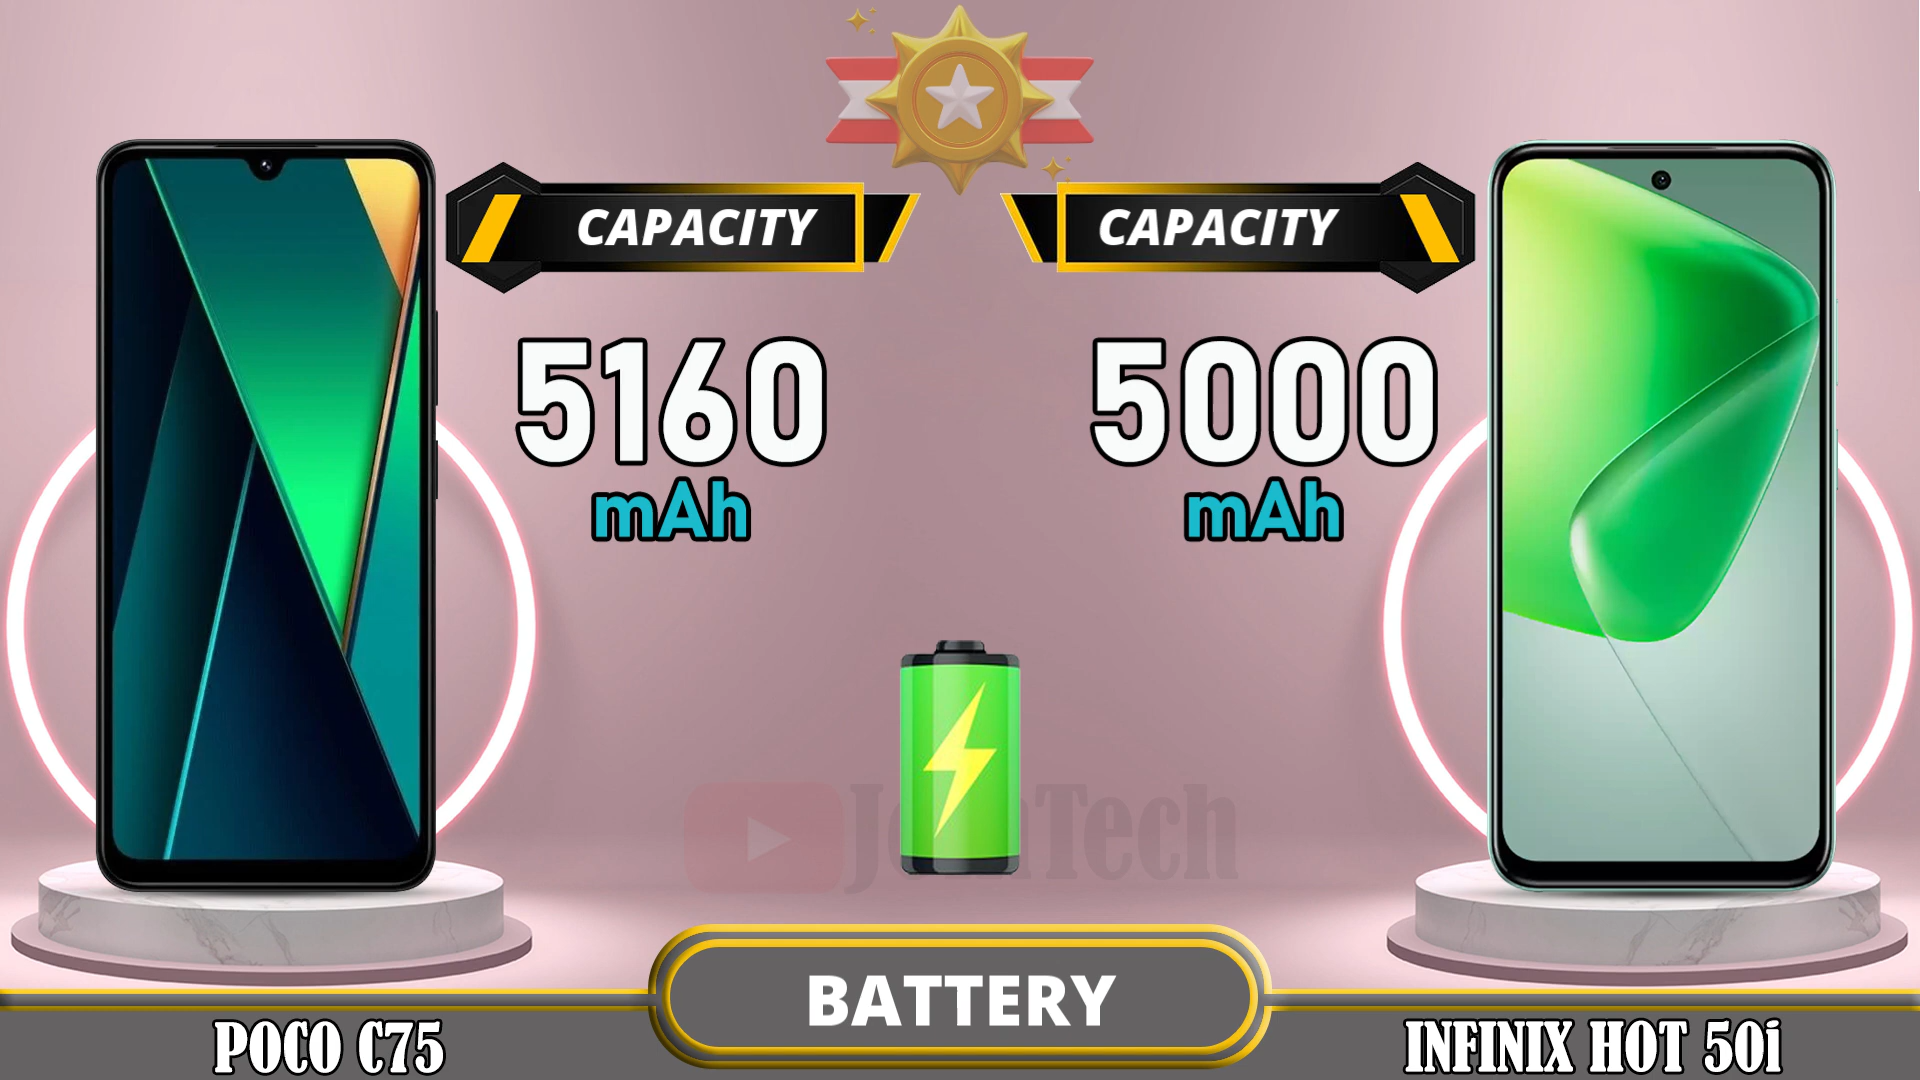 CAPACITY
CAPACITY
5160
mAh
5000
mAh
BATTERY
POCO C75
INFINIX HOT 50i